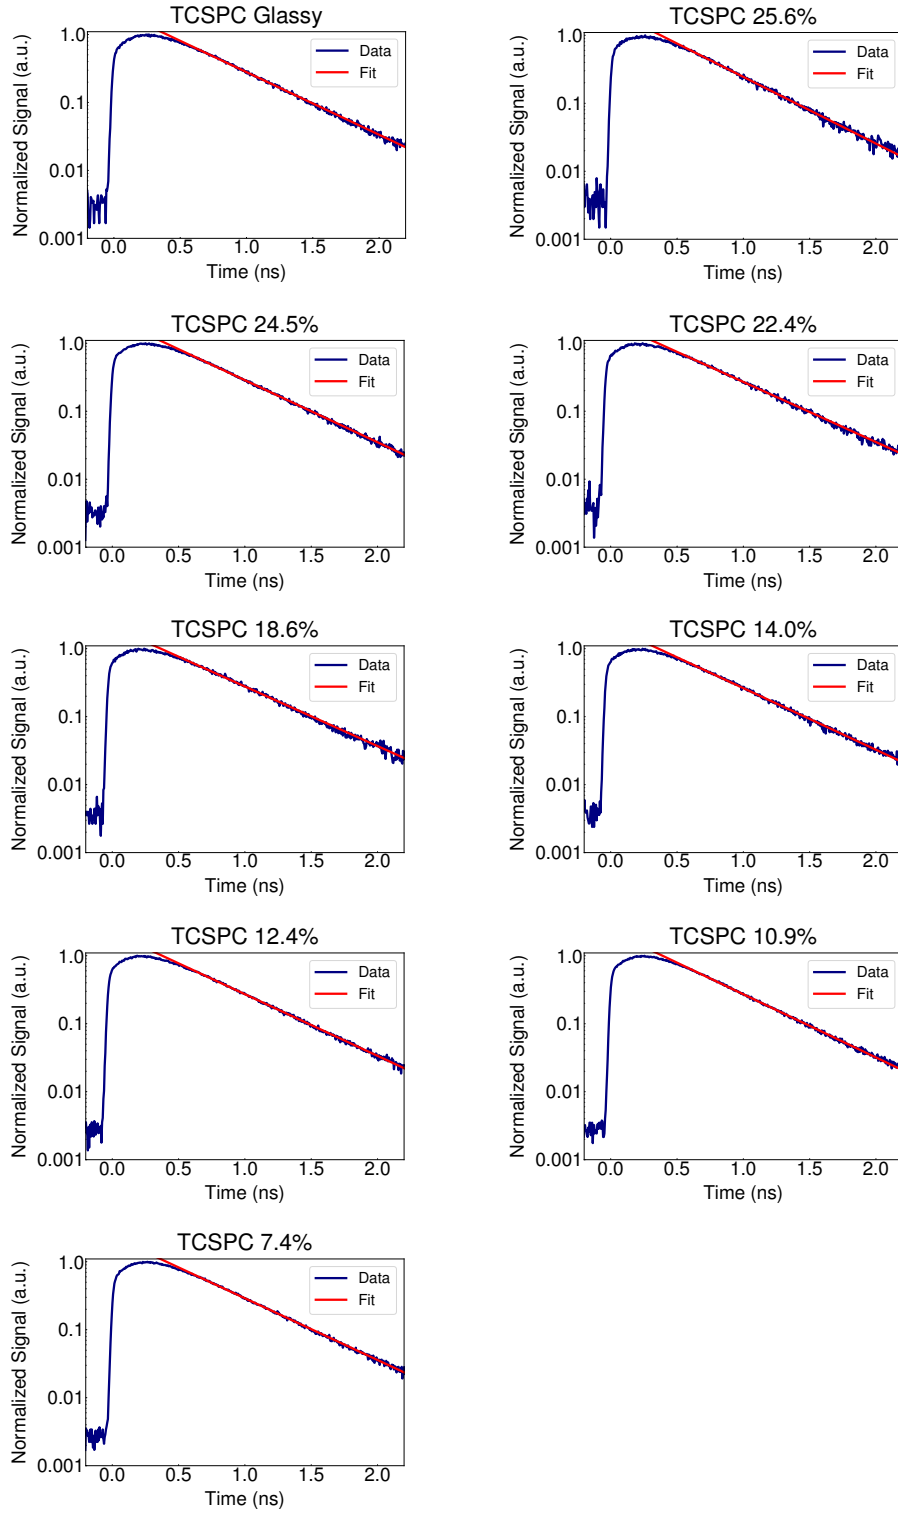 TCSPC Glassy
Normalized Signal (a.u.)
1.0
0.1
0.01
0.001
Data
Fit
0.0 0.5 1.0 1.5 2.0
Time (ns)
TCSPC 25.6%
Normalized Signal (a.u.)
1.0
0.1
0.01
0.001
Data
Fit
0.0 0.5 1.0 1.5 2.0
Time (ns)
TCSPC 24.5%
Normalized Signal (a.u.)
1.0
0.1
0.01
0.001
Data
Fit
0.0 0.5 1.0 1.5 2.0
Time (ns)
TCSPC 22.4%
Normalized Signal (a.u.)
1.0
0.1
0.01
0.001
Data
Fit
0.0 0.5 1.0 1.5 2.0
Time (ns)
TCSPC 18.6%
Normalized Signal (a.u.)
1.0
0.1
0.01
0.001
Data
Fit
0.0 0.5 1.0 1.5 2.0
Time (ns)
TCSPC 14.0%
Normalized Signal (a.u.)
1.0
0.1
0.01
0.001
Data
Fit
0.0 0.5 1.0 1.5 2.0
Time (ns)
TCSPC 12.4%
Normalized Signal (a.u.)
1.0
0.1
0.01
0.001
Data
Fit
0.0 0.5 1.0 1.5 2.0
Time (ns)
TCSPC 10.9%
Normalized Signal (a.u.)
1.0
0.1
0.01
0.001
Data
Fit
0.0 0.5 1.0 1.5 2.0
Time (ns)
TCSPC 7.4%
Normalized Signal (a.u.)
1.0
0.1
0.01
0.001
Data
Fit
0.0 0.5 1.0 1.5 2.0
Time (ns)